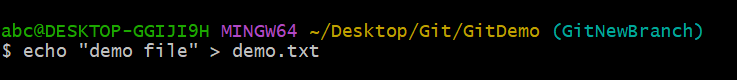 abc@DESKTOP-GGIJI9H MINGW64 ~/Desktop/Git/GitDemo (GitNewBranch)
$ echo "demo file" > demo.txt